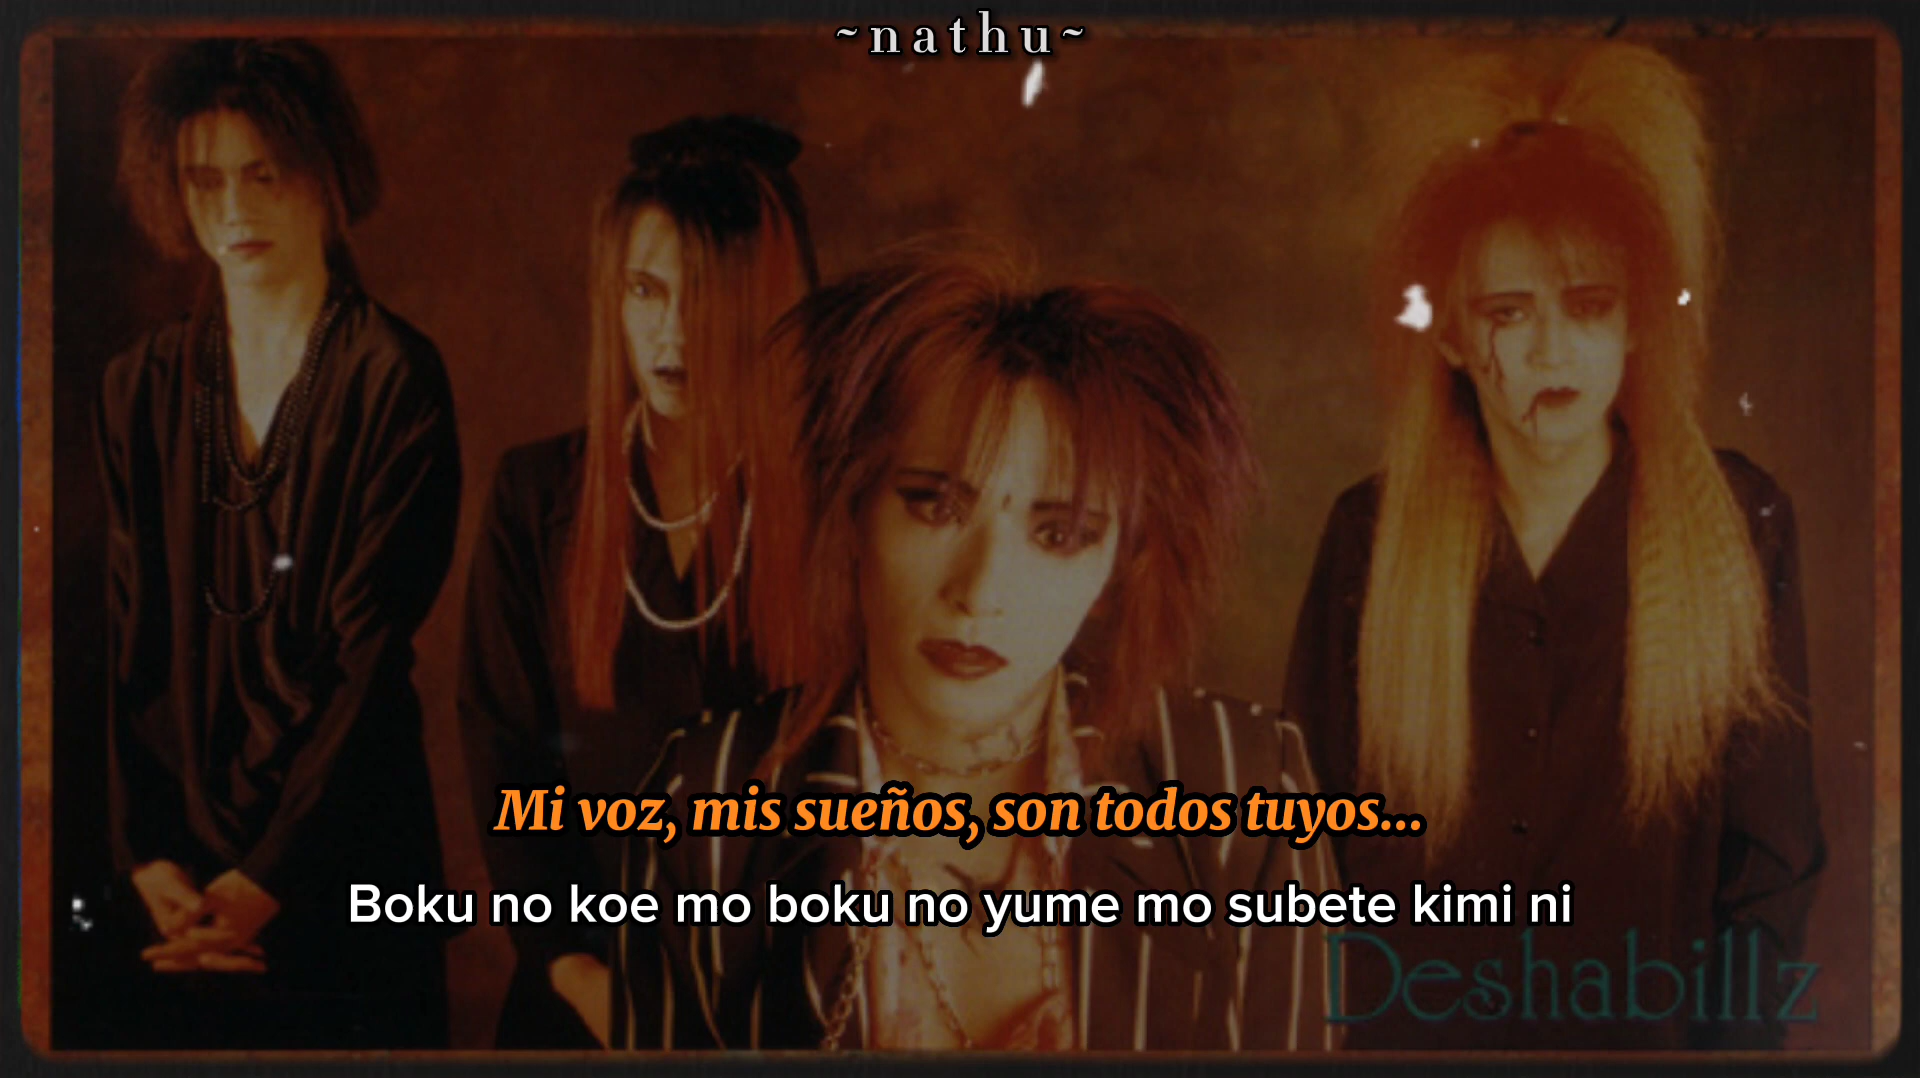 ~nathu~
Mi voz, mis sueños, son todos tuyos...
Boku no koe mo boku no yume mo subete kimi ni
Deshabillz